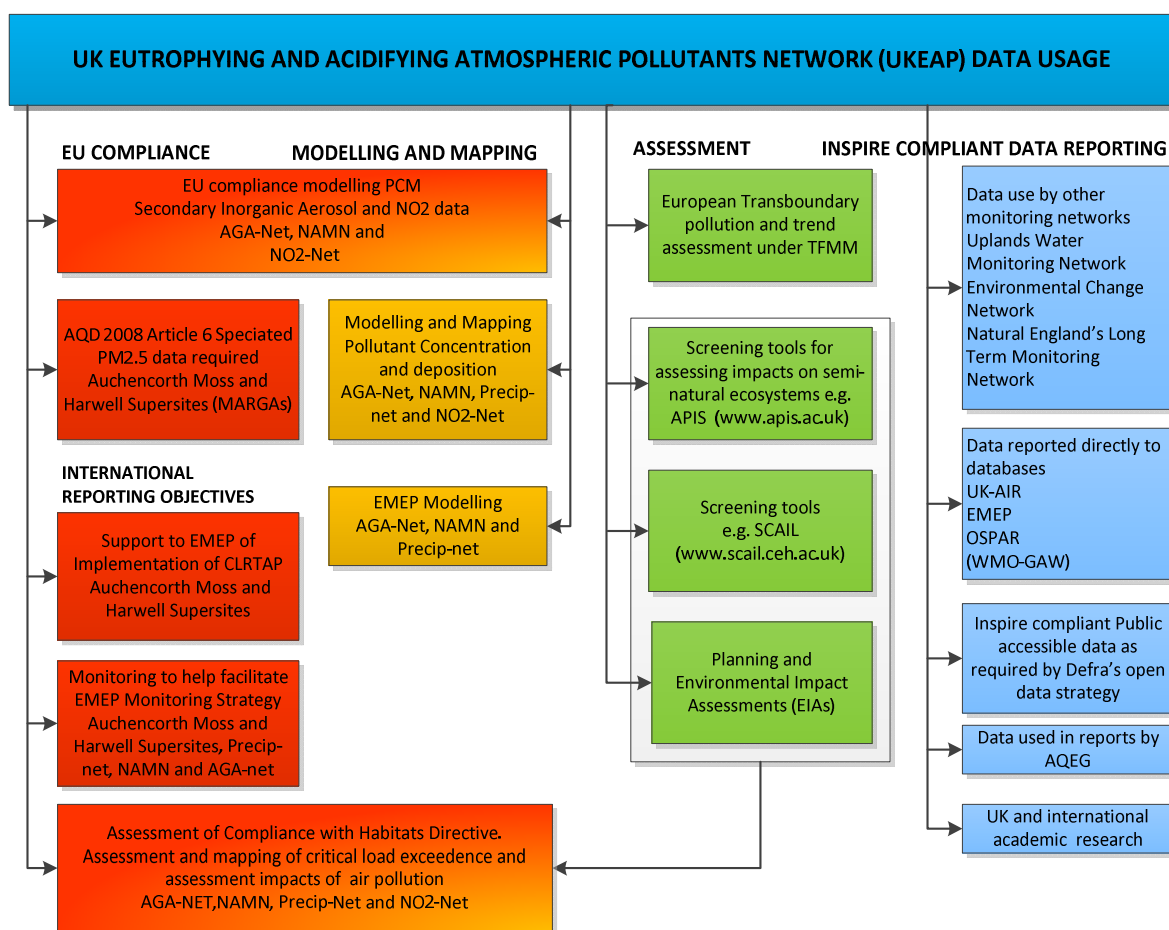 UK EUTROPHYING AND ACIDIFYING ATMOSPHERIC POLLUTANTS NETWORK (UKEAP) DATA USAGE
EU COMPLIANCE
MODELLING AND MAPPING
EU compliance modelling PCM
Secondary Inorganic Aerosol and NO2 data
AGA-Net, NAMN and
NO2-Net
AQD 2008 Article 6 Speciated
PM2.5 data required
Auchencorth Moss and
Harwell Supersites (MARGAs)
Modelling and Mapping
Pollutant Concentration
and deposition
AGA-Net, NAMN, Precip-
net and NO2-Net
INTERNATIONAL
REPORTING OBJECTIVES
EMEP Modelling
AGA-Net, NAMN and
Precip-net
Support to EMEP of
Implementation of CLRTAP
Auchencorth Moss and
Harwell Supersites
Monitoring to help facilitate
EMEP Monitoring Strategy
Auchencorth Moss and
Harwell Supersites, Precip-
net, NAMN and AGA-net
Assessment of Compliance with Habitats Directive.
Assessment and mapping of critical load exceedence and
assessment impacts of air pollution
AGA-NET,NAMN, Precip-Net and NO2-Net
ASSESSMENT
European Transboundary
pollution and trend
assessment under TFMM
Screening tools for
assessing impacts on semi-
natural ecosystems e.g.
APIS (www.apis.ac.uk)
Screening tools
e.g. SCAIL
(www.scail.ceh.ac.uk)
Planning and
Environmental Impact
Assessments (EIAs)
INSPIRE COMPLIANT DATA REPORTING
Data use by other
monitoring networks
Uplands Water
Monitoring Network
Environmental Change
Network
Natural England's Long
Term Monitoring
Network
Data reported directly to
databases
UK-AIR
EMEP
OSPAR
(WMO-GAW)
Inspire compliant Public
accessible data as
required by Defra's open
data strategy
Data used in reports by
AQEG
UK and international
academic research